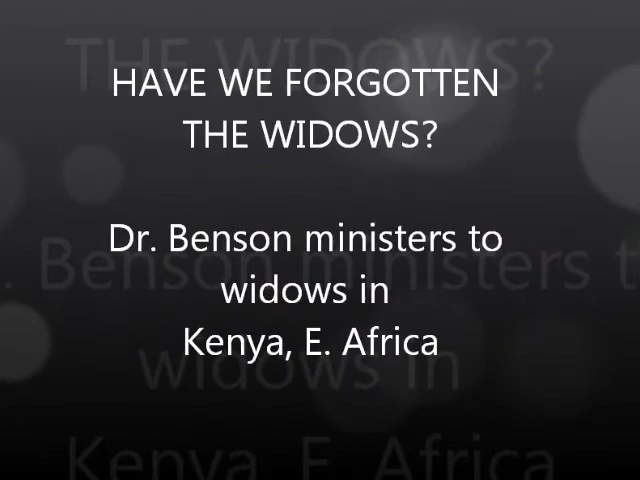 HAVE WE FORGOTTEN
THE WIDOWS?
Dr. Benson ministers to
widows in
Kenya, E. Africa